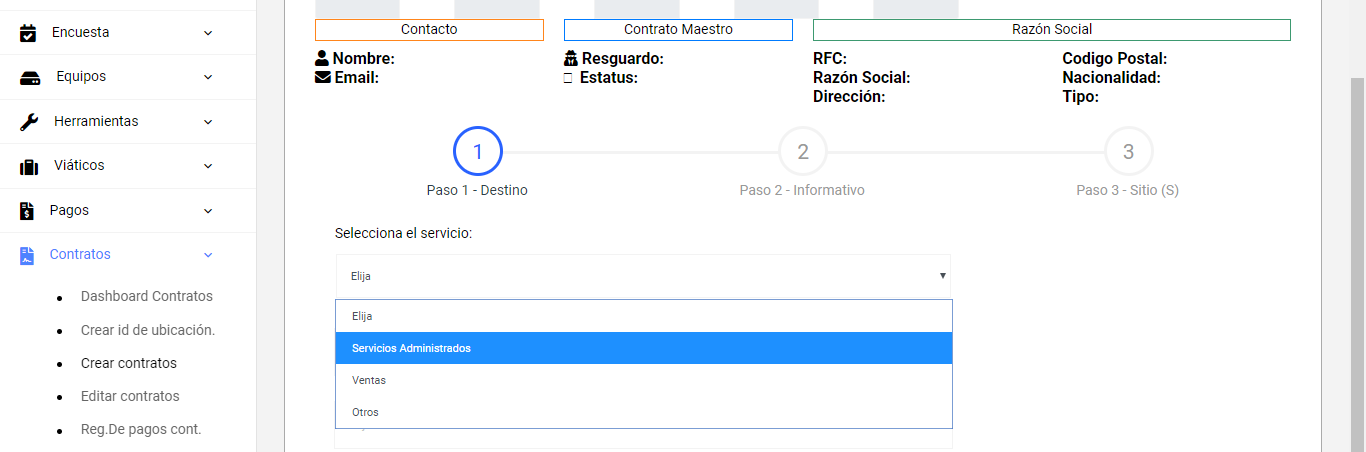 Encuesta
Equipos
Herramientas
Viáticos
Pagos
Contratos
Dashboard Contratos
Crear id de ubicación.
Crear contratos
Editar contratos
Reg.De pagos cont.
Contacto
Contrato Maestro
Razón Social
Nombre:
Email:
Resguardo:
Estatus:
RFC:
Razón Social:
Dirección:
Codigo Postal:
Nacionalidad:
Tipo:
1
2
3
Paso 1 - Destino
Paso 2 - Informativo
Paso 3 - Sitio (S)
Selecciona el servicio:
Elija
Elija
Servicios Administrados
Ventas
Otros